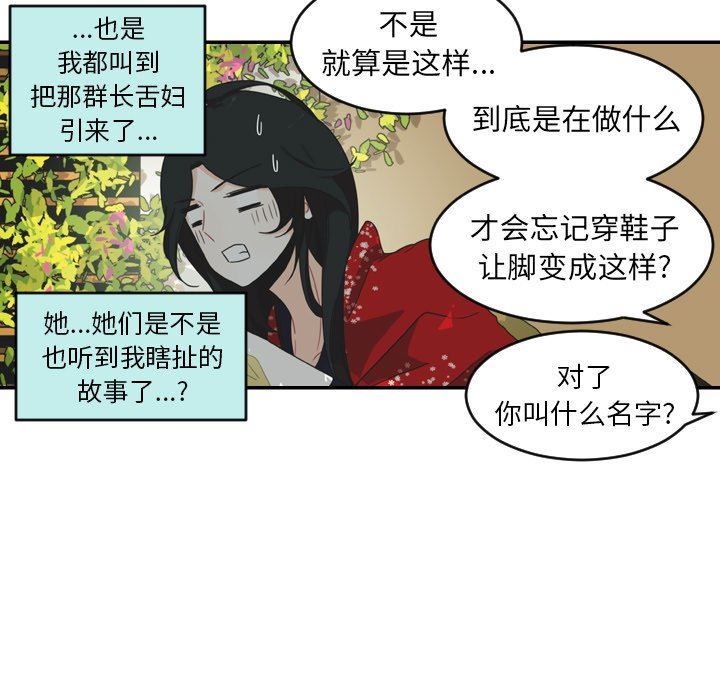 ...也是
我都叫到
把那群长舌妇
引来了...
不是
就算是这样...
到底是在做什么
才会忘记穿鞋子
让脚变成这样?
她...她们是不是
也听到我瞎扯的
故事了...?
对了
你叫什么名字?